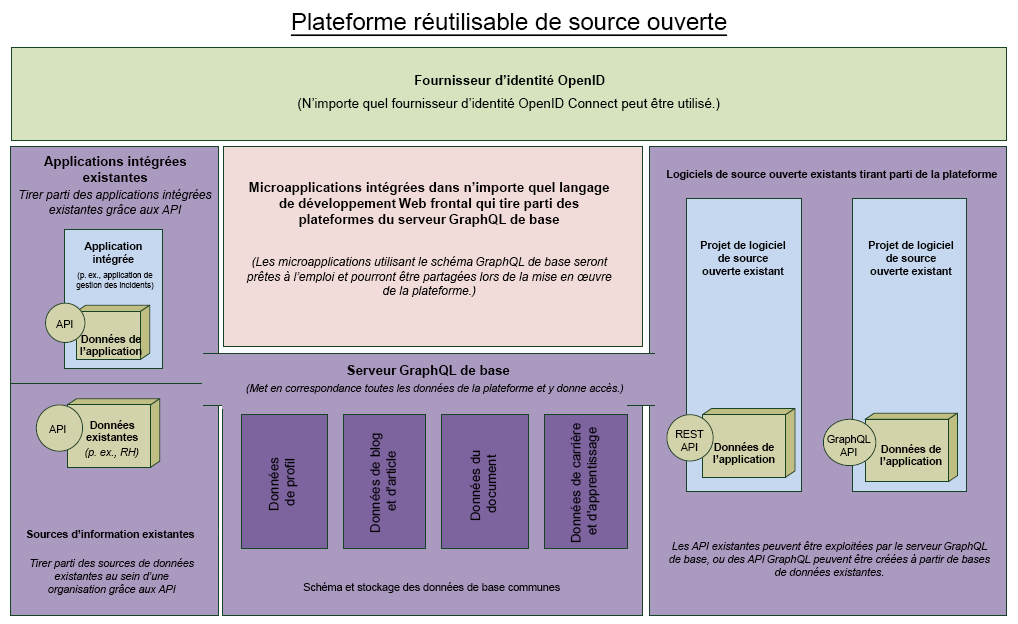 Plateforme réutilisable de source ouverte
Fournisseur d’identité OpenID
(N’importe quel fournisseur d’identité OpenID Connect peut être utilisé.)
Applications intégrées
existantes
Tirer parti des applications intégrées
existantes grâce aux API
Application
intégrée
(p. ex., application de
gestion des incidents)
API
Données de
l’application
API
Données
existantes
(p. ex., RH)
Sources d’information existantes
Tirer parti des sources de données
existantes au sein d’une
organisation grâce aux API
Microapplications intégrées dans n’importe quel langage
de développement Web frontal qui tire parti des
plateformes du serveur GraphQL de base
(Les microapplications utilisant le schéma GraphQL de base seront
prêtes à l’emploi et pourront être partagées lors de la mise en œuvre
de la plateforme.)
Serveur GraphQL de base
(Met en correspondance toutes les données de la plateforme et y donne accès.)
Données
de profil
Données de blog
et d’article
Données du
document
Données de carrière
et d’apprentissage
Schéma et stockage des données de base communes
Logiciels de source ouverte existants tirant parti de la plateforme
Projet de logiciel
de source
ouverte existant
REST
API
Données de
l’application
Projet de logiciel
de source
ouverte existant
GraphQL
API
Données de
l’application
Les API existantes peuvent être exploitées par le serveur GraphQL
de base, ou des API GraphQL peuvent être créées à partir de bases
de données existantes.